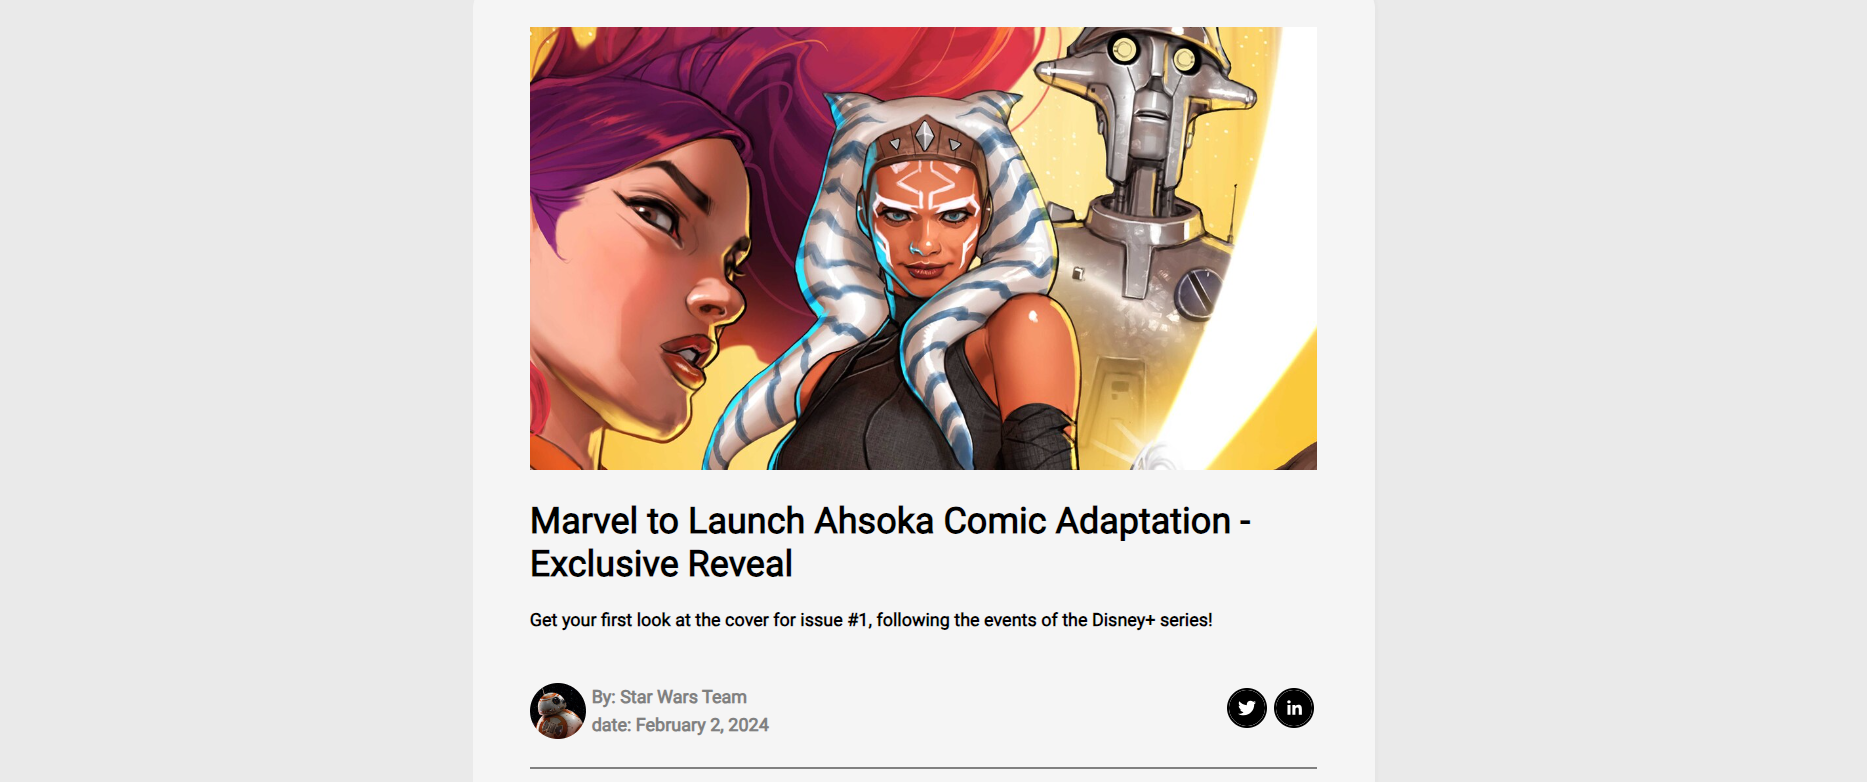 Marvel to Launch Ahsoka Comic Adaptation -
Exclusive Reveal
Get your first look at the cover for issue #1, following the events of the Disney+ series!
By: Star Wars Team
date: February 2, 2024
in